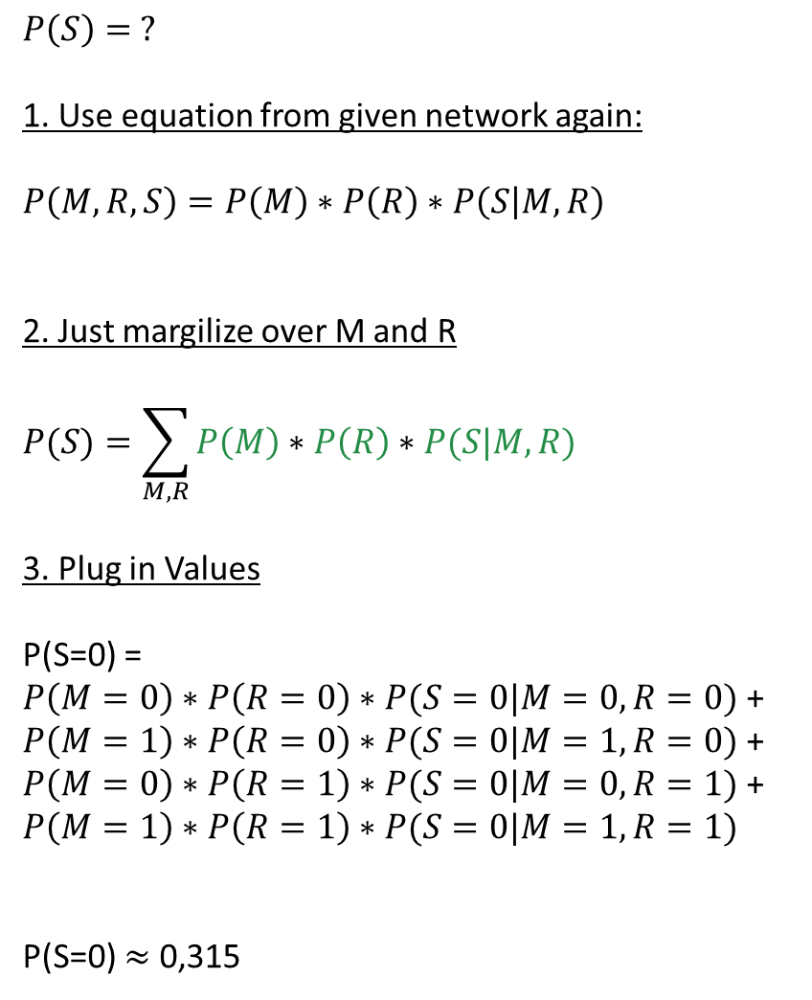 P(S) = ?
1. Use equation from given network again:
P(M, R, S) = P(M) ∗ P(R) ∗ P(S|M, R)
2. Just margilize over M and R
P(S) = ∑ P(M) ∗ P(R) ∗ P(S|M, R)
M,R
3. Plug in Values
P(S=0) =
P(M = 0) ∗ P(R = 0) ∗ P(S = 0|M = 0, R = 0) +
P(M = 1) ∗ P(R = 0) ∗ P(S = 0|M = 1, R = 0) +
P(M = 0) ∗ P(R = 1) ∗ P(S = 0|M = 0, R = 1) +
P(M = 1) ∗ P(R = 1) ∗ P(S = 0|M = 1, R = 1)
P(S=0) ≈ 0,315